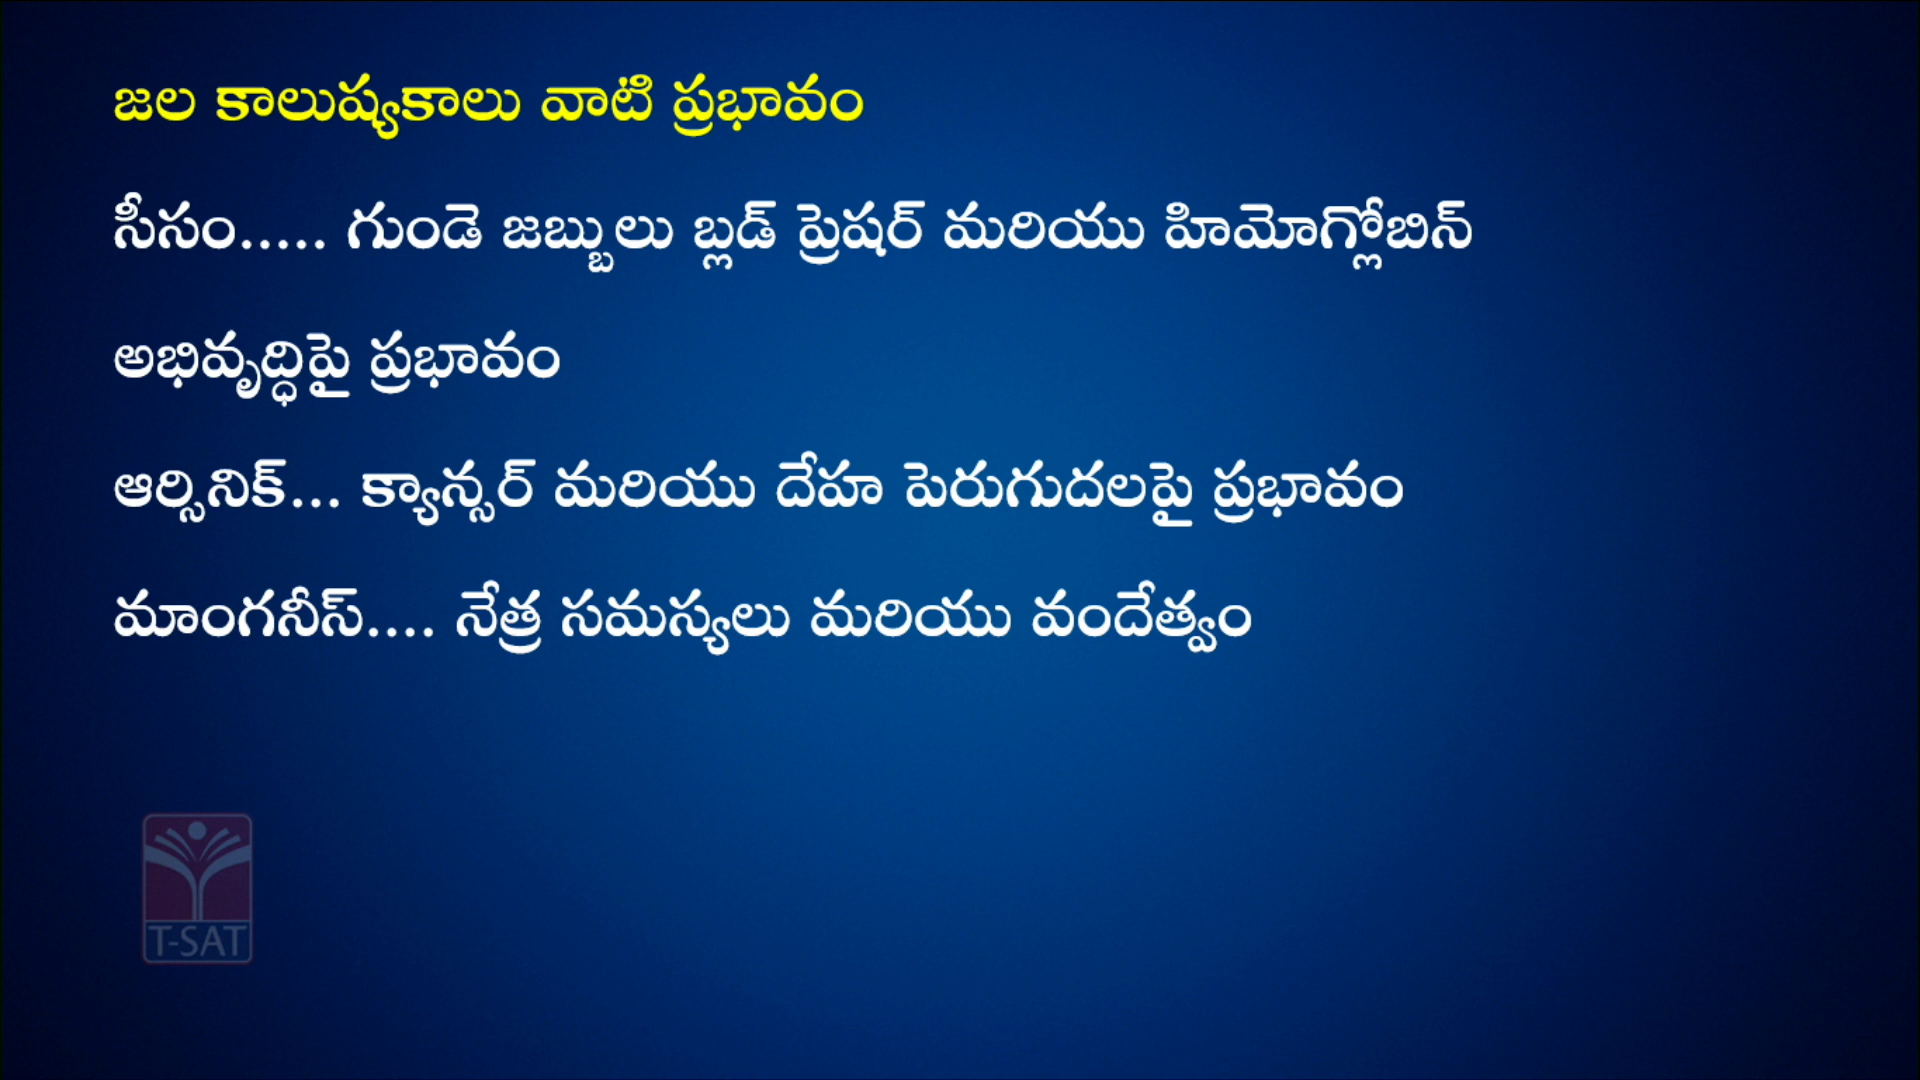 జల కాలుష్యకాలు వాటి ప్రభావం
సీసం..... గుండె జబ్బులు బ్లడ్ ప్రెషర్ మరియు హిమోగ్లోబిన్
అభివృద్ధిపై ప్రభావం
ఆర్సినిక్... క్యాన్సర్ మరియు దేహ పెరుగుదలపై ప్రభావం
మాంగనీస్.... నేత్ర సమస్యలు మరియు వందేత్వం
T-SAT